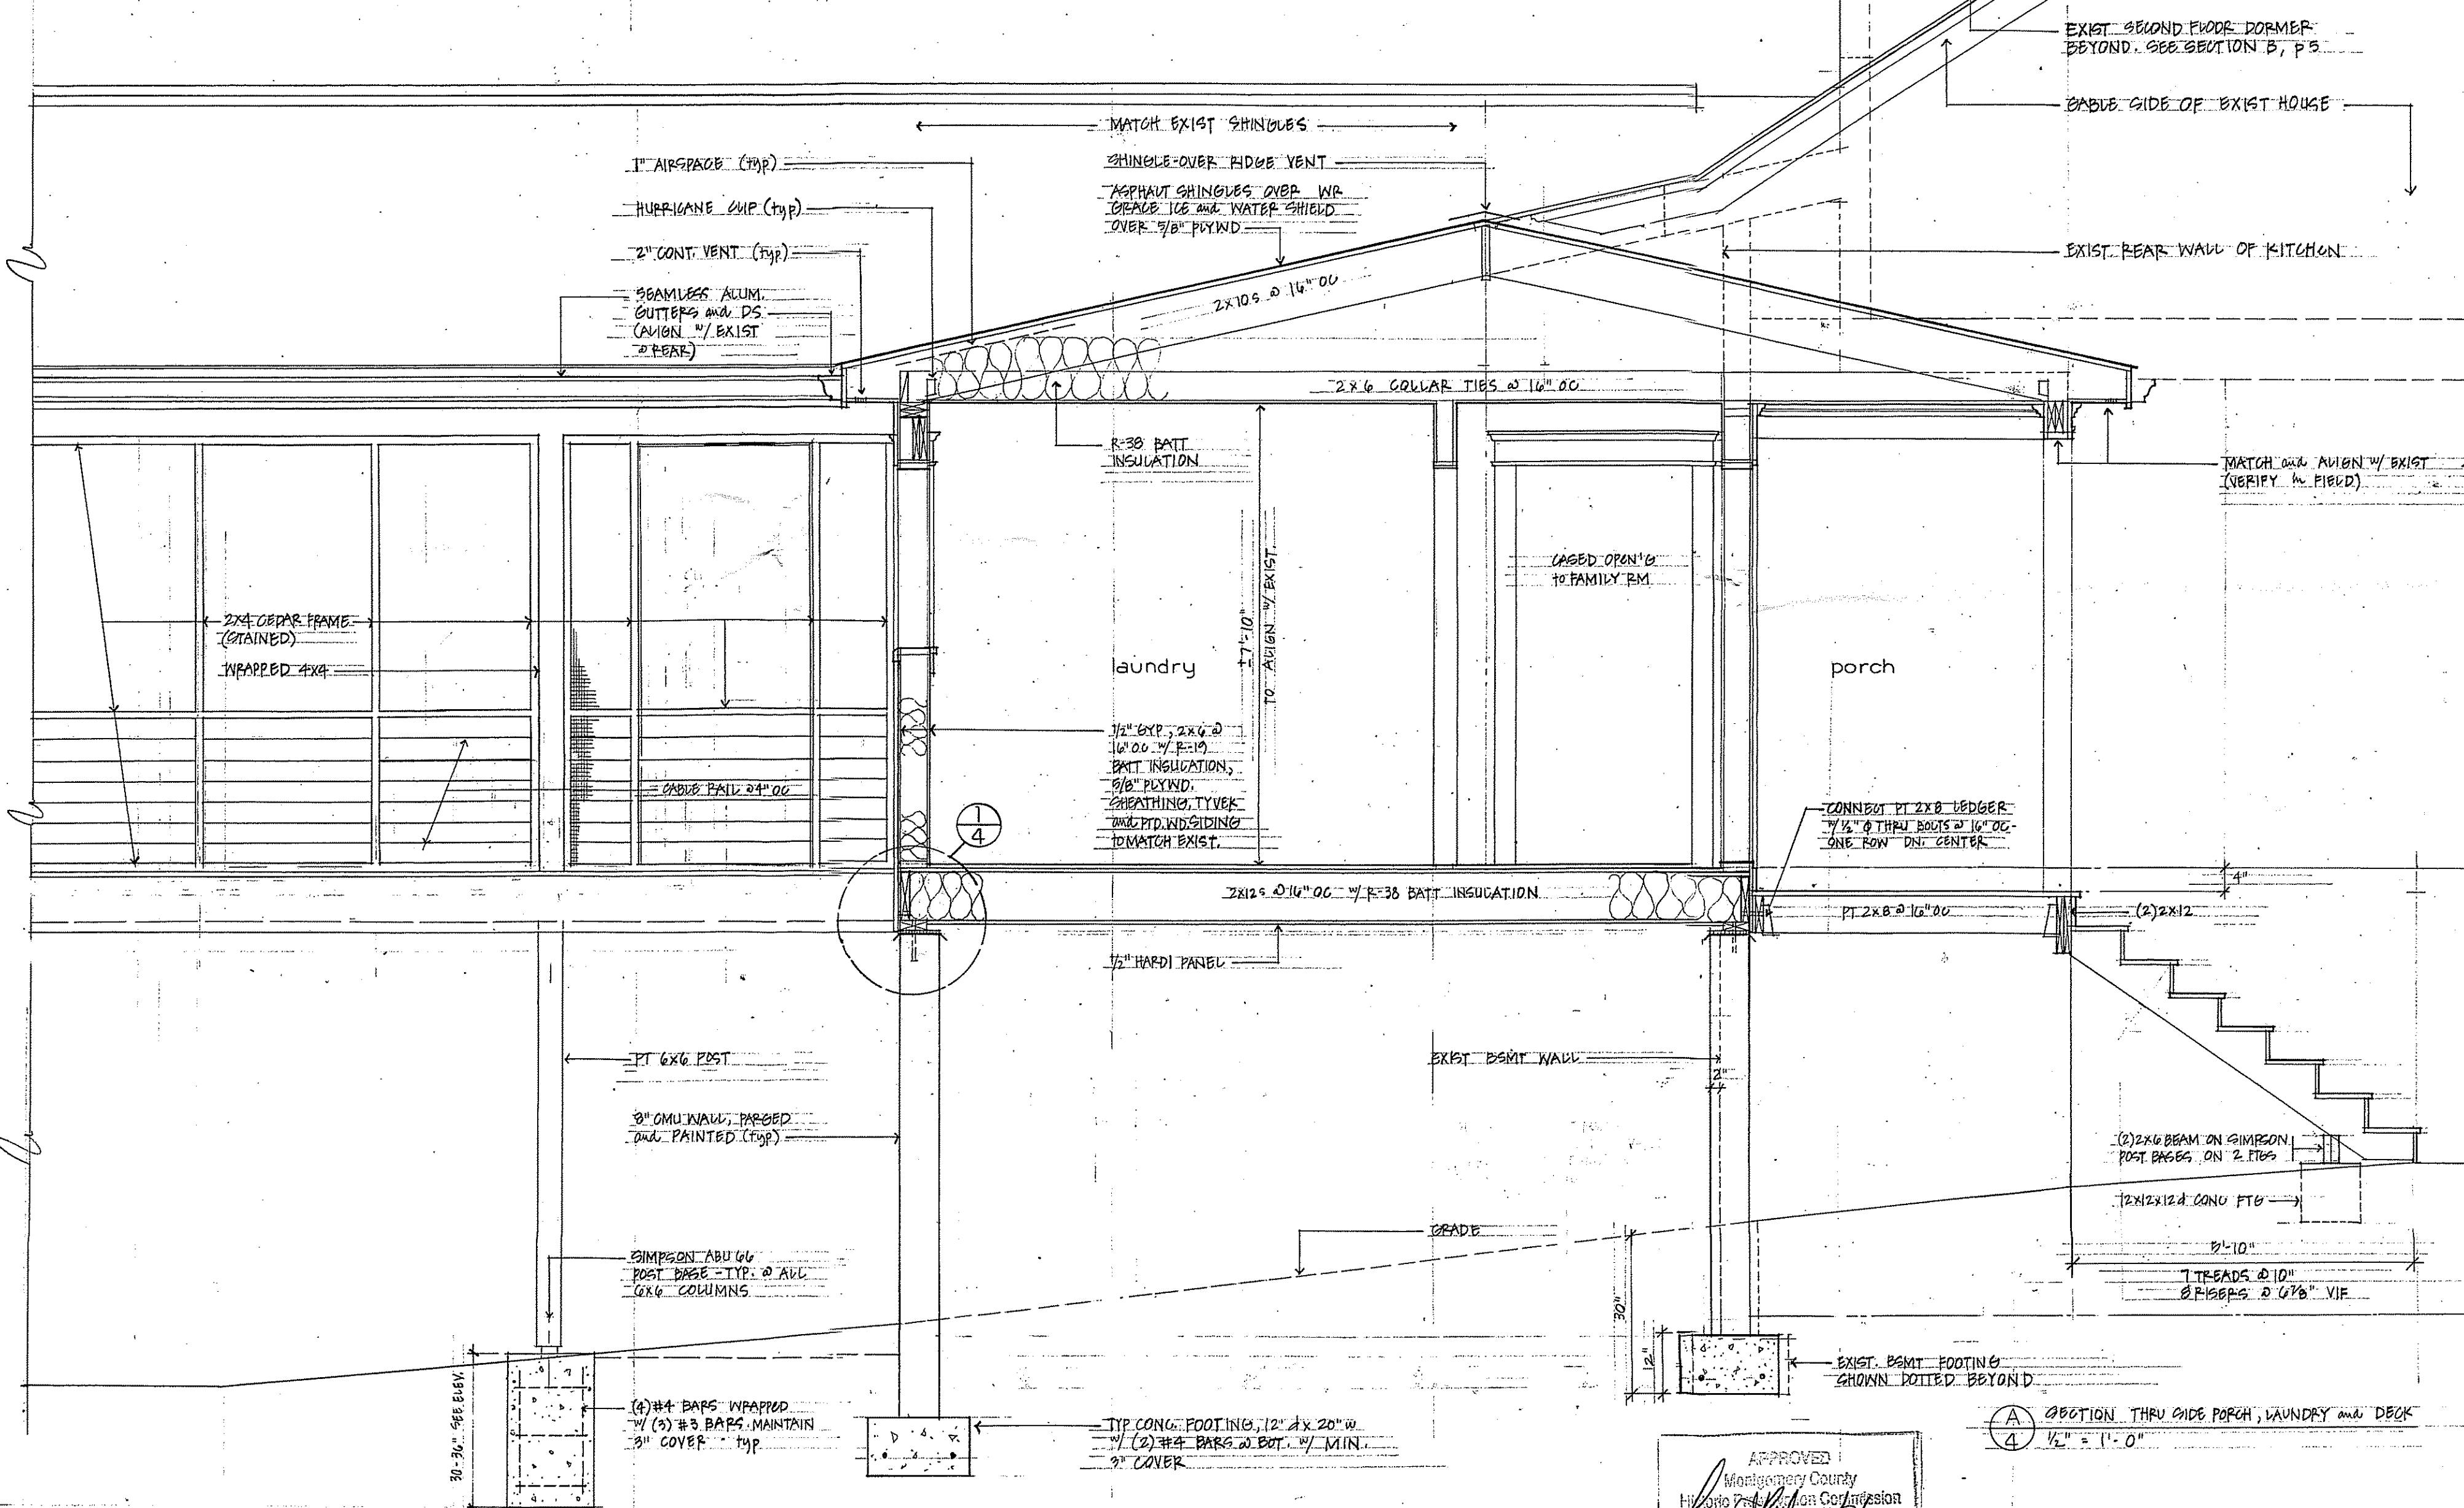 EXIST SECOND FLOOR DORMER
BEYOND. SEE SECTION B, p 5
GABLE SIDE OF EXIST HOUSE
MATCH EXIST SHINGLES
1" AIRSPACE (typ)
SHINGLE-OVER RIDGE VENT
ASPHALT SHINGLES OVER WR
GRACE ICE and WATER SHIELD
OVER 5/8" PLYWD
HURRICANE CLIP (typ)
2" CONT. VENT (typ)
EXIST REAR WALL OF KITCHEN
SEAMLESS ALUM.
GUTTERS and DS
(ALIGN W/ EXIST
@ REAR)
2x10s @ 16" OC
2x6 COLLAR TIES @ 16" OC
R-38 BATT
INSULATION
MATCH and ALIGN W/ EXIST
(VERIFY in FIELD)
±7'-10"
TO ALIGN W/ EXIST.
CASED OPEN'G
to FAMILY RM
2x4 CEDAR FRAME
(STAINED)
WRAPPED 4x4
laundry
porch
1/2" GYP, 2x6 @
16" OC W/ R-19
BATT INSULATION,
5/8" PLYWD.
SHEATHING, TYVEK
and PTD. WD. SIDING
to MATCH EXIST.
CABLE RAIL @ 4" OC
1
4
CONNECT PT 2x8 LEDGER
W/ 1/2" Φ THRU BOLTS @ 16" OC-
ONE ROW DN. CENTER
4"
2x12s @ 16" OC W/ R-38 BATT INSULATION
PT 2x8 @ 16" OC
(2) 2x12
1/2" HARDI PANEL
PT 6x6 POST
EXIST BSMT WALL
2"
8" CMU WALL, PARGED
and PAINTED (typ)
(2) 2x6 BEAM ON SIMPSON
POST BASES ON 2 FTGS
12x12x12d CONC FTG
GRADE
SIMPSON ABU 66
POST BASE - TYP. @ ALL
6x6 COLUMNS
5'-10"
7 TREADS @ 10"
8 RISERS @ 6 7/8" VIF
30"
12"
EXIST. BSMT FOOTING
SHOWN DOTTED BEYOND
30-36" SEE ELEV.
(4) #4 BARS WRAPPED
W/ (3) #3 BARS. MAINTAIN
3" COVER - typ
TYP CONC. FOOTING, 12" d x 20" w
W/ (2) #4 BARS @ BOT. W/ MIN.
3" COVER
A
4
SECTION THRU SIDE PORCH, LAUNDRY and DECK
1/2" = 1'-0"
APPROVED
Montgomery County
Historic Preservation Commission